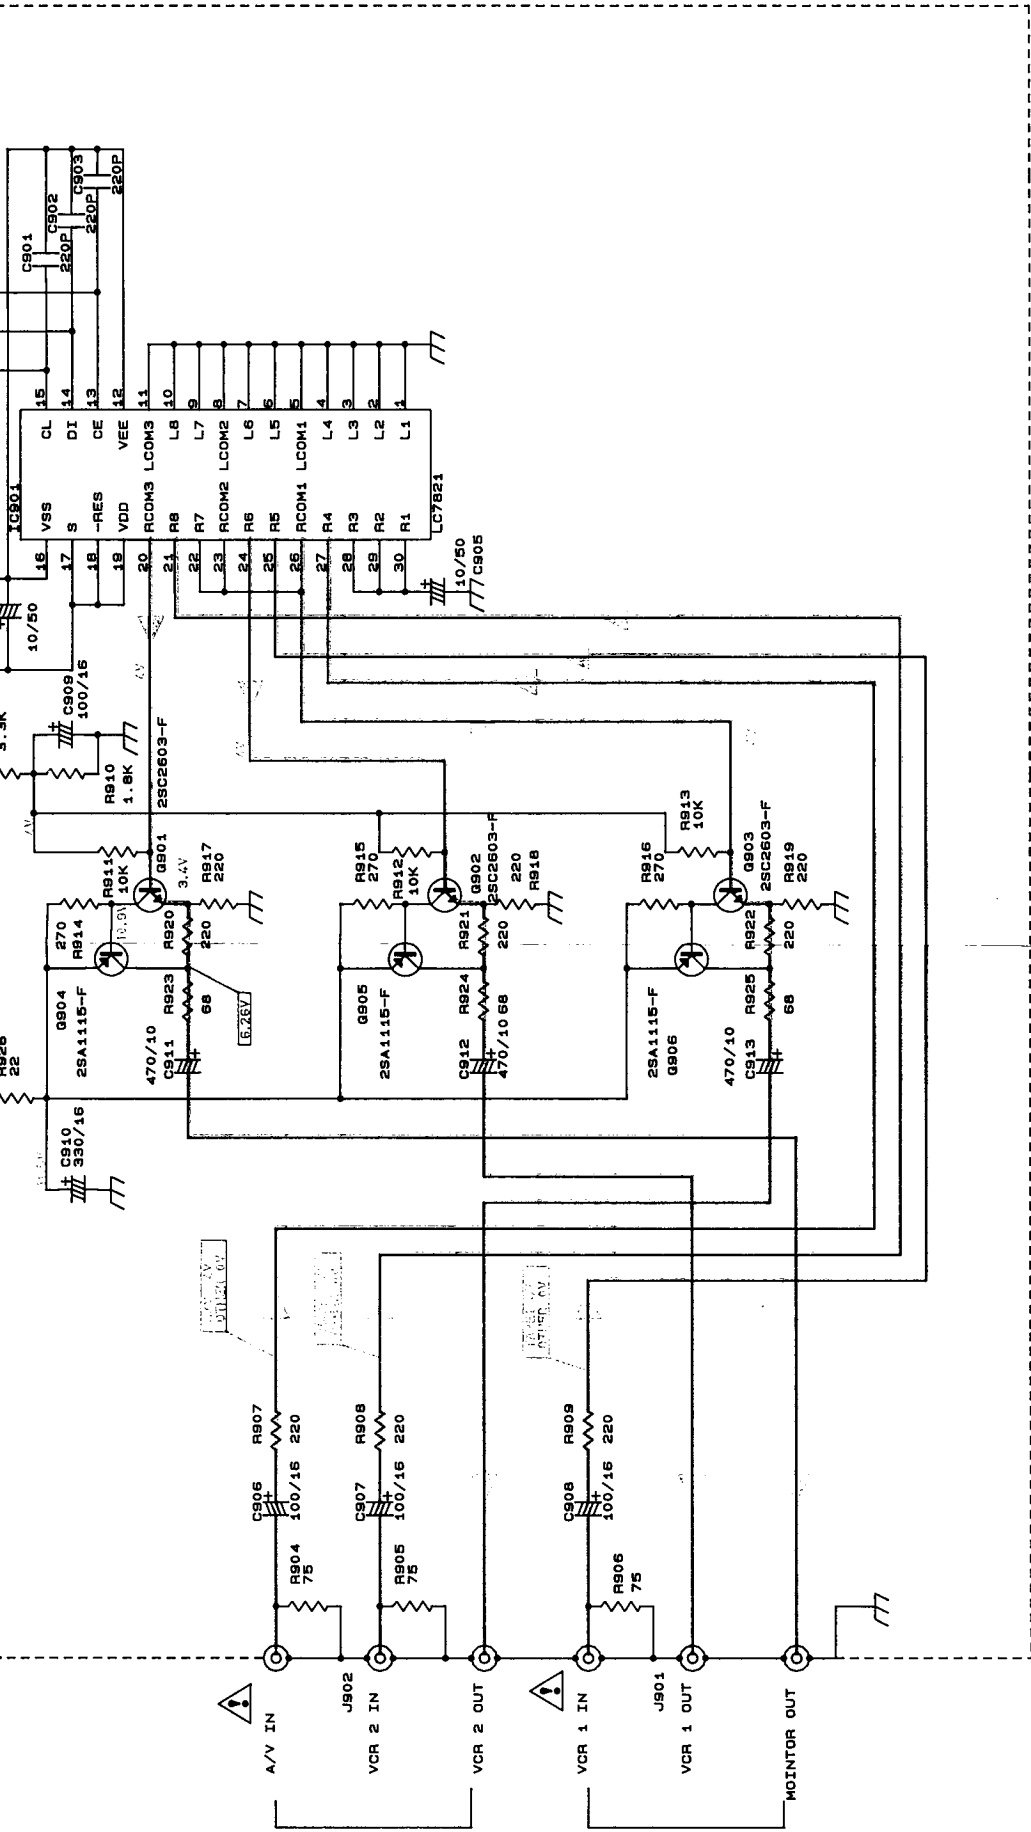 C901
220P
C902
220P
C903
220P
15
14
13
12
11
10
9
8
7
6
5
4
3
2
1
CL
DI
CE
VEE
LCOM3
L8
L7
LCOM2
L6
L5
LCOM1
L4
L3
L2
L1
IC901
LC7821
VSS
S
-RES
VDD
RCOM3
R8
R7
RCOM2
R6
R5
RCOM1
R4
R3
R2
R1
16
17
18
19
20
21
22
23
24
25
26
27
28
29
30
10/50
10/50
C905
C909
100/16
3.3K
R910
1.8K
2SC2603-F
Q901
R911
10K
3.4V
R917
220
R915
270
R912
10K
Q902
2SC2603-F
220
R918
R913
10K
R916
270
Q903
2SC2603-F
R919
220
270
R914
10.9V
R920
220
R921
220
R922
220
Q904
2SA1115-F
R923
68
6.26V
Q905
2SA1115-F
R924
68
2SA1115-F
Q906
R925
68
22
470/10
C911
C912
470/10
470/10
C913
C910
330/16
OTHER 0V
OTHER 0V
R907
220
R908
220
R909
220
C906
100/16
C907
100/16
C908
100/16
R904
75
R905
75
R906
75
J902
J901
A/V IN
VCR 2 IN
VCR 2 OUT
VCR 1 IN
VCR 1 OUT
MOINTOR OUT